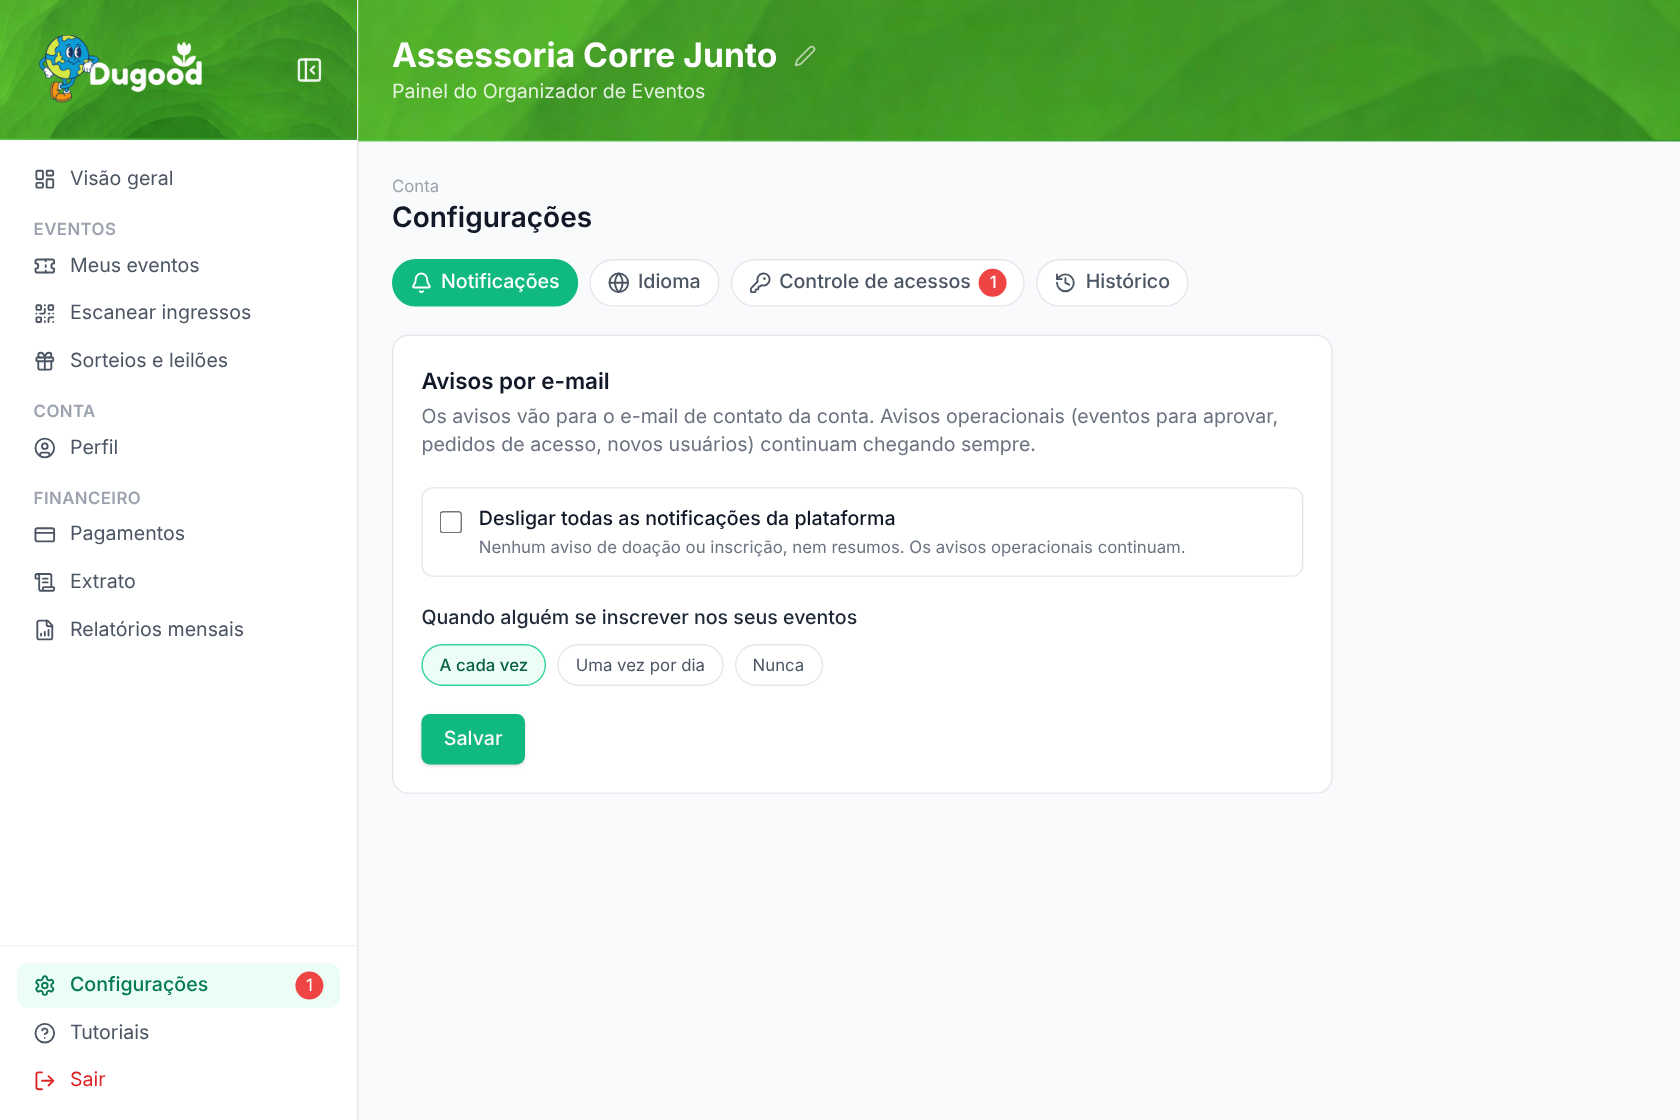 Dugood
Assessoria Corre Junto
Painel do Organizador de Eventos
Visão geral
EVENTOS
Meus eventos
Escanear ingressos
Sorteios e leilões
CONTA
Perfil
FINANCEIRO
Pagamentos
Extrato
Relatórios mensais
Configurações 1
Tutoriais
Sair
Conta
Configurações
Notificações Idioma Controle de acessos 1 Histórico
Avisos por e-mail
Os avisos vão para o e-mail de contato da conta. Avisos operacionais (eventos para aprovar,
pedidos de acesso, novos usuários) continuam chegando sempre.
Desligar todas as notificações da plataforma
Nenhum aviso de doação ou inscrição, nem resumos. Os avisos operacionais continuam.
Quando alguém se inscrever nos seus eventos
A cada vez Uma vez por dia Nunca
Salvar